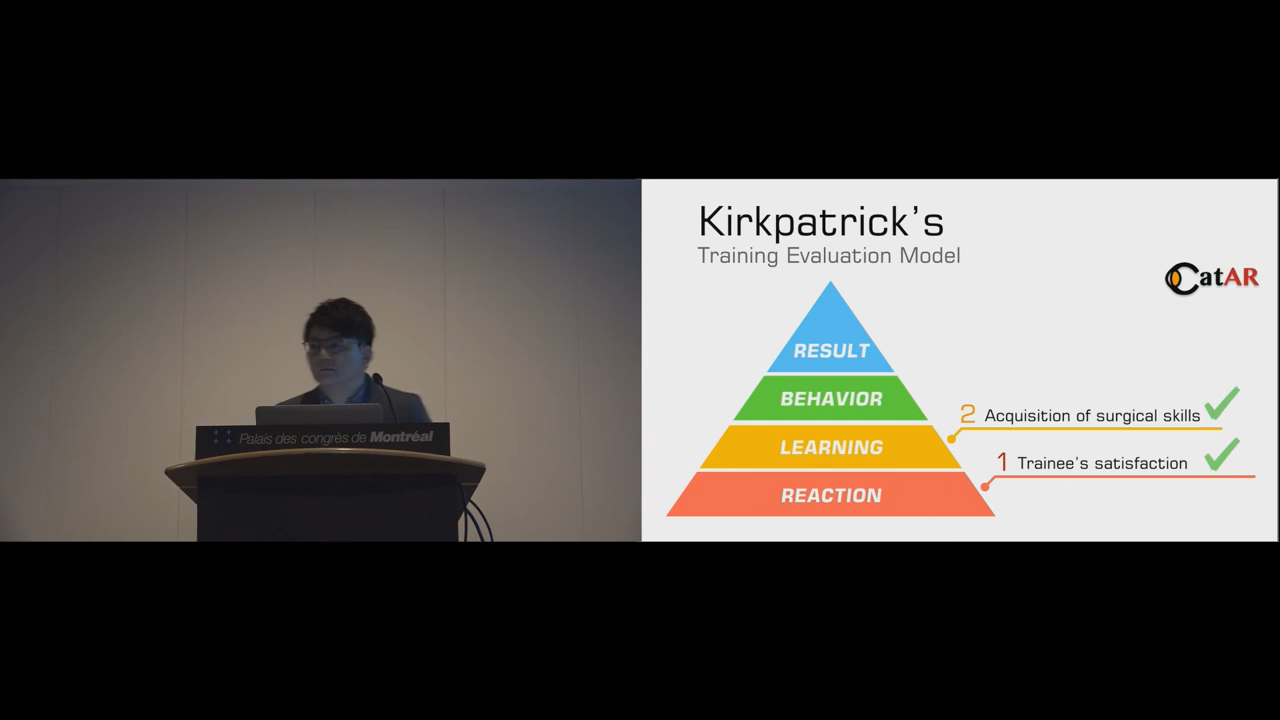 Palais des congrès de Montréal
Kirkpatrick's
Training Evaluation Model
CatAR
RESULT
BEHAVIOR
2 Acquisition of surgical skills
LEARNING
1 Trainee's satisfaction
REACTION